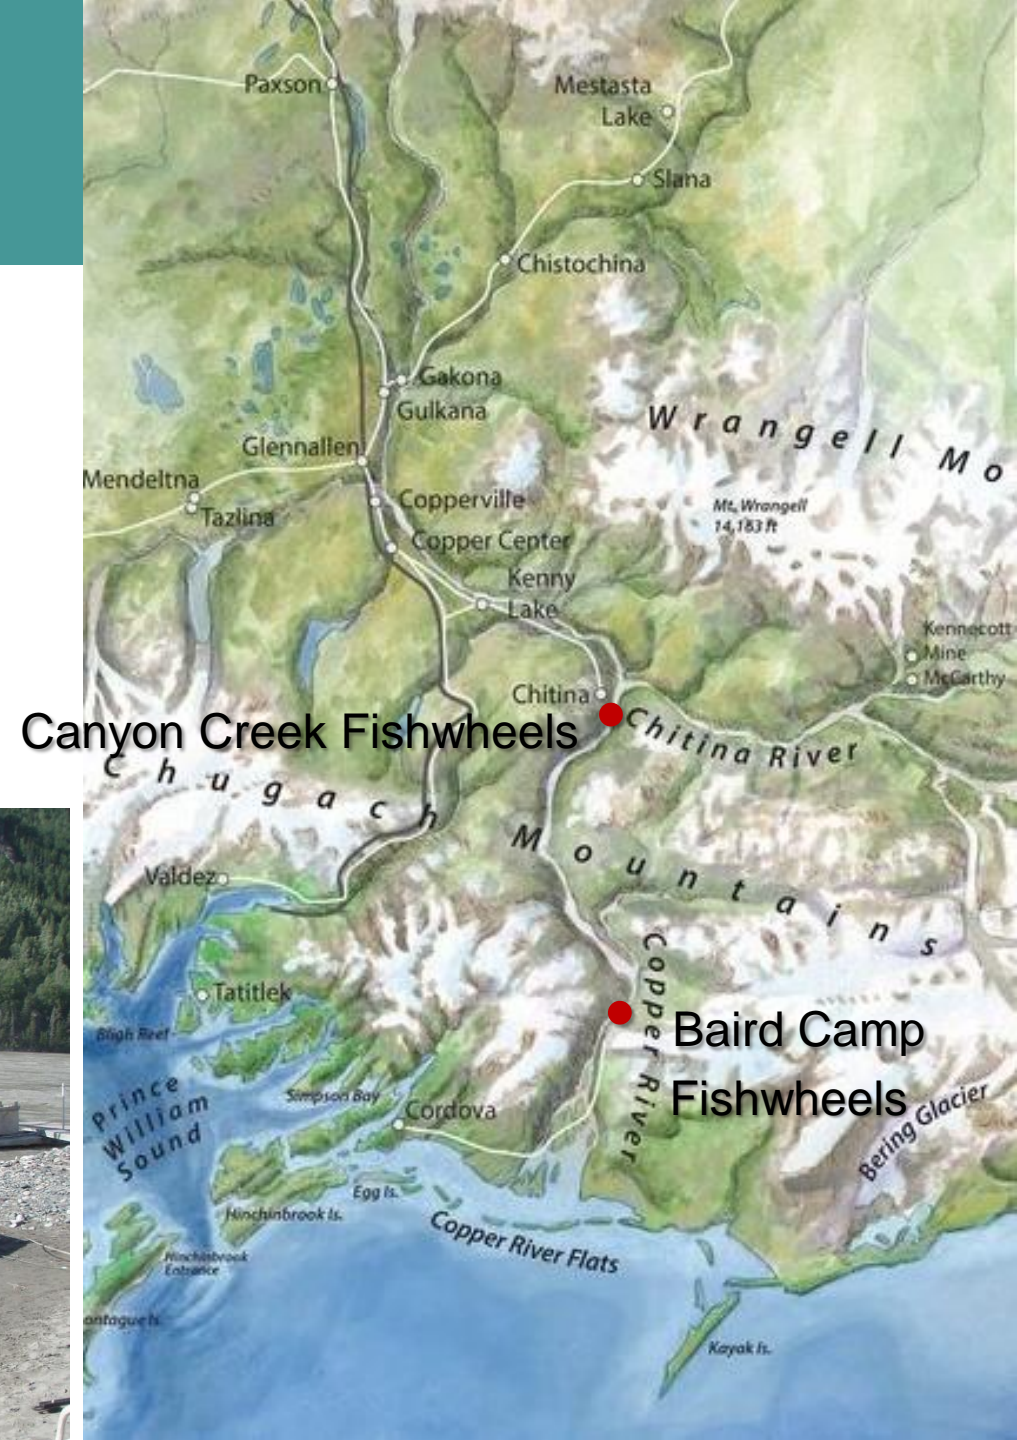 Paxson
Mestasta
Lake
Slana
Chistochina
Gakona
Gulkana
Wrangell Mo
Glennallen
Mendeltna
Tazlina
Copperville
Mt. Wrangell
14,163 ft
Copper Center
Kenny
Lake
Kennecott
Mine
McCarthy
Chitina
Canyon Creek Fishwheels
Chitina River
Chugach Mountains
Valdez
Copper River
Tatitlek
Bligh Reef
Baird Camp
Fishwheels
Prince
William
Sound
Simpson Bay
Cordova
Bering Glacier
Egg Is.
Hinchinbrook Is.
Copper River Flats
Hinchinbrook
Entrance
ontague Is.
Kayak Is.